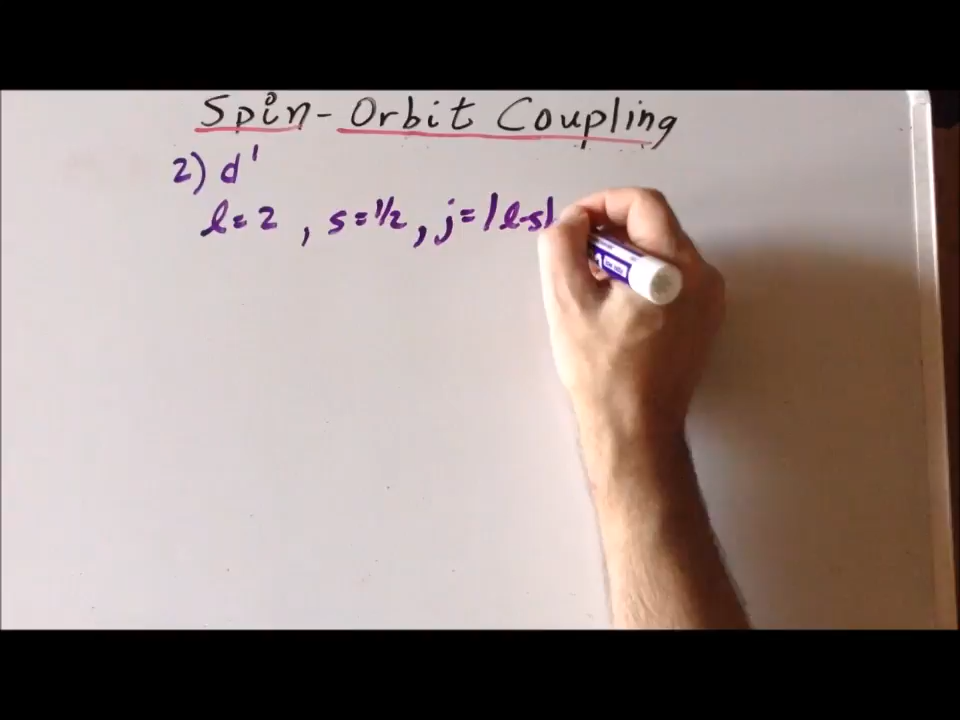 Spin-Orbit Coupling
2) d¹
l = 2 , s = 1/2 , j = |l-s|